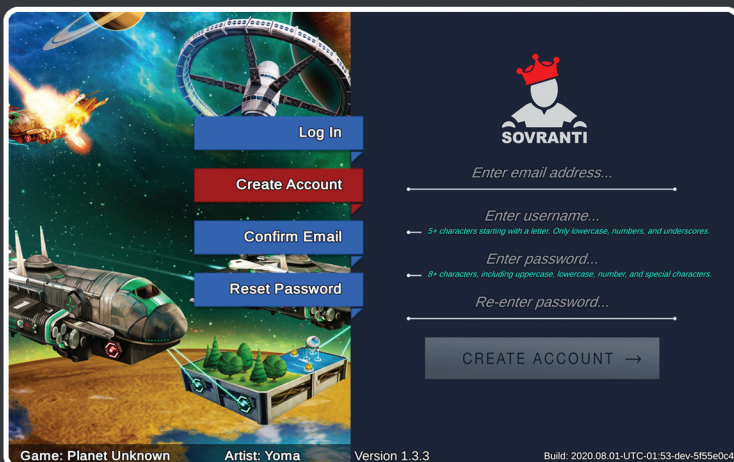 Log In
Create Account
Confirm Email
Reset Password
SOVRANTI
Enter email address...
Enter username...
5+ characters starting with a letter. Only lowercase, numbers, and underscores.
Enter password...
8+ characters, including uppercase, lowercase, number, and special characters.
Re-enter password...
CREATE ACCOUNT →
Game: Planet Unknown
Artist: Yoma
Version 1.3.3
Build: 2020.08.01-UTC-01:53-dev-5f55e0c4